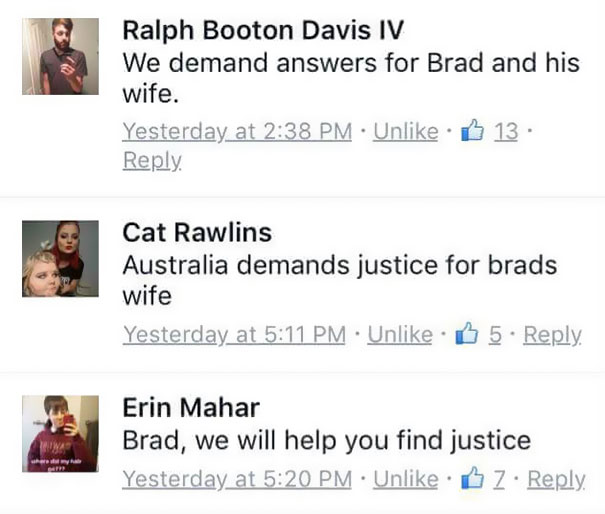 Ralph Booton Davis IV
We demand answers for Brad and his
wife.
Yesterday at 2:38 PM · Unlike · 13 ·
Reply
Cat Rawlins
Australia demands justice for brads
wife
Yesterday at 5:11 PM · Unlike · 5 · Reply
Erin Mahar
Brad, we will help you find justice
where did my hair
go???
Yesterday at 5:20 PM · Unlike · 7 · Reply